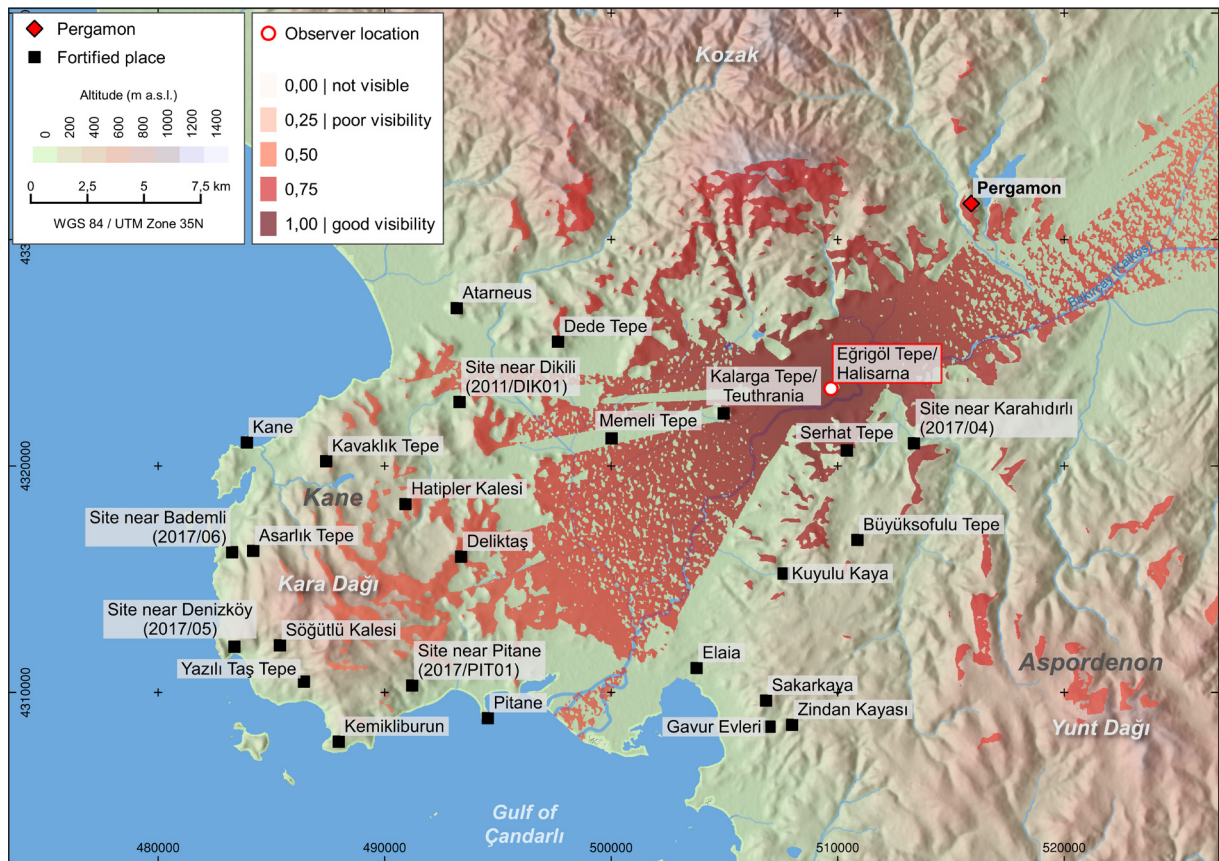 Pergamon
Fortified place
Altitude (m a.s.l.)
0 200 400 600 800 1000 1200 1400
0 2,5 5 7,5 km
WGS 84 / UTM Zone 35N
Observer location
0,00 | not visible
0,25 | poor visibility
0,50
0,75
1,00 | good visibility
Kozak
Pergamon
Bakırçay (Kaikos)
Atarneus
Dede Tepe
Site near Dikili
(2011/DIK01)
Eğrigöl Tepe/
Halisarna
Kalarga Tepe/
Teuthrania
Memeli Tepe
Site near Karahıdırlı
(2017/04)
Serhat Tepe
Kane
Kavaklık Tepe
Kane
Hatipler Kalesi
Site near Bademli
(2017/06)
Asarlık Tepe
Deliktaş
Büyüksofulu Tepe
Kuyulu Kaya
Kara Dağı
Site near Denizköy
(2017/05)
Söğütlü Kalesi
Site near Pitane
(2017/PIT01)
Yazılı Taş Tepe
Elaia
Aspordenon
Sakarkaya
Pitane
Zindan Kayası
Gavur Evleri
Kemikliburun
Yunt Dağı
Gulf of
Çandarlı
4320000
4310000
480000 490000 500000 510000 520000